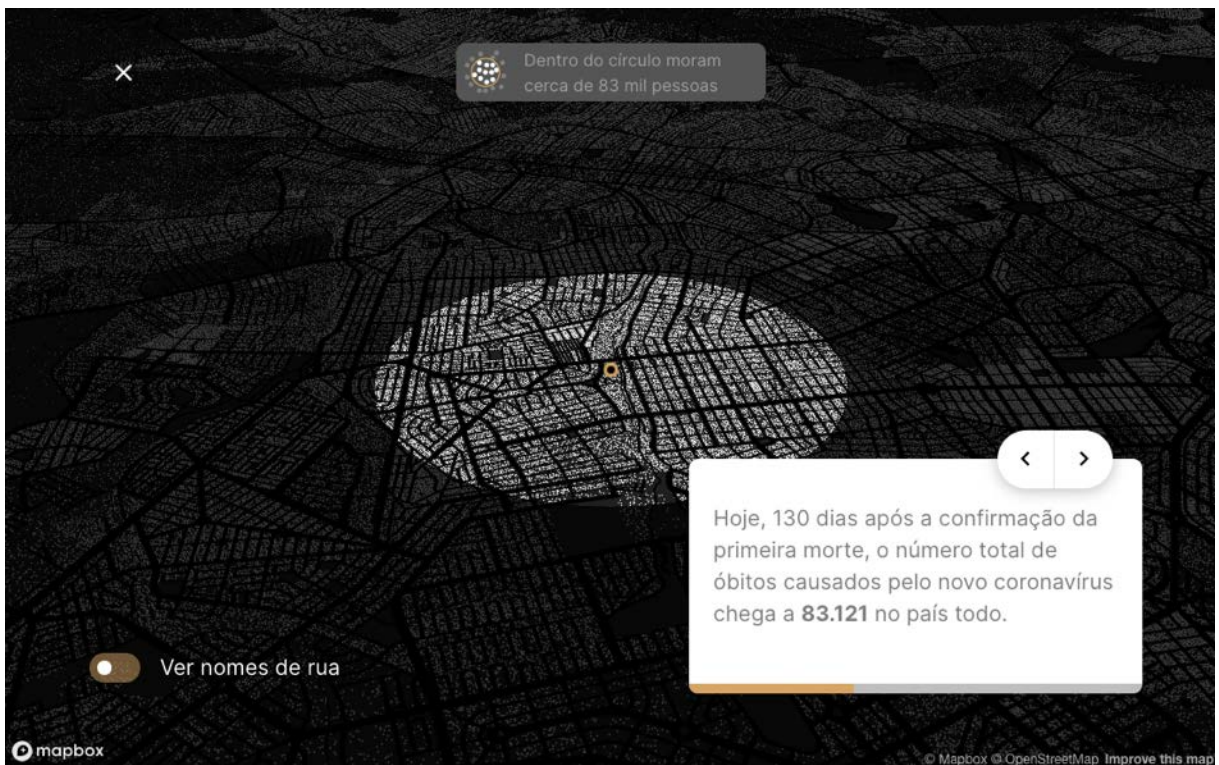 Dentro do círculo moram
cerca de 83 mil pessoas
Hoje, 130 dias após a confirmação da
primeira morte, o número total de
óbitos causados pelo novo coronavírus
chega a 83.121 no país todo.
Ver nomes de rua
mapbox
© Mapbox © OpenStreetMap Improve this map